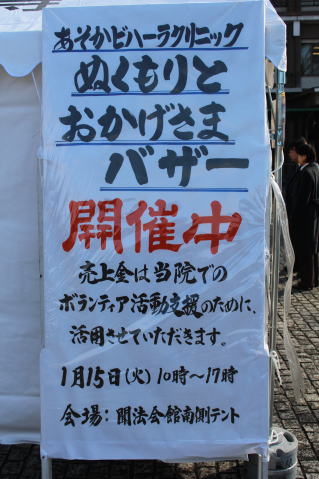 あそかビハーラクリニック
ぬくもりと
おかげさま
バザー
開催中
売上金は当院での
ボランティア活動支援のために、
活用させていただきます。
1月15日(火)10時〜17時
会場：聞法会館南側テント